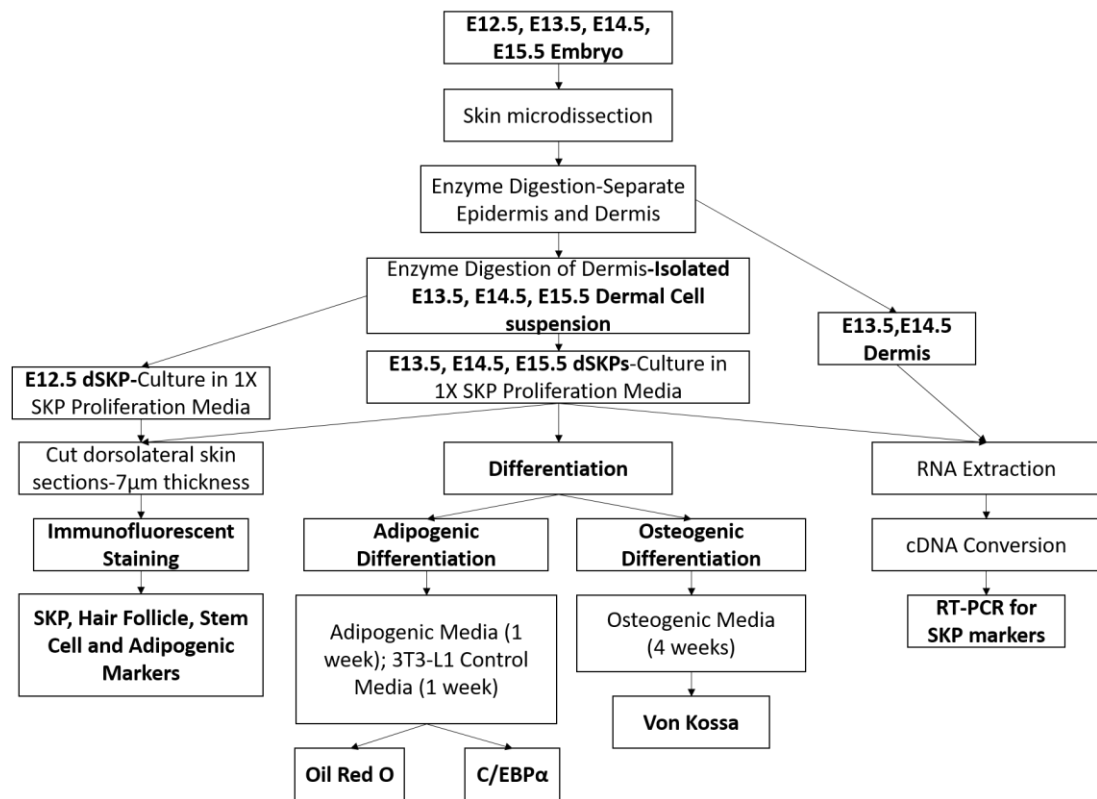 E12.5, E13.5, E14.5,
E15.5 Embryo
Skin microdissection
Enzyme Digestion-Separate
Epidermis and Dermis
Enzyme Digestion of Dermis-Isolated
E13.5, E14.5, E15.5 Dermal Cell
suspension
E13.5,E14.5
Dermis
E12.5 dSKP-Culture in 1X
SKP Proliferation Media
E13.5, E14.5, E15.5 dSKPs-Culture in
1X SKP Proliferation Media
Cut dorsolateral skin
sections-7µm thickness
Differentiation
RNA Extraction
Immunofluorescent
Staining
Adipogenic
Differentiation
Osteogenic
Differentiation
cDNA Conversion
SKP, Hair Follicle, Stem
Cell and Adipogenic
Markers
Adipogenic Media (1
week); 3T3-L1 Control
Media (1 week)
Osteogenic Media
(4 weeks)
RT-PCR for
SKP markers
Von Kossa
Oil Red O
C/EBPα